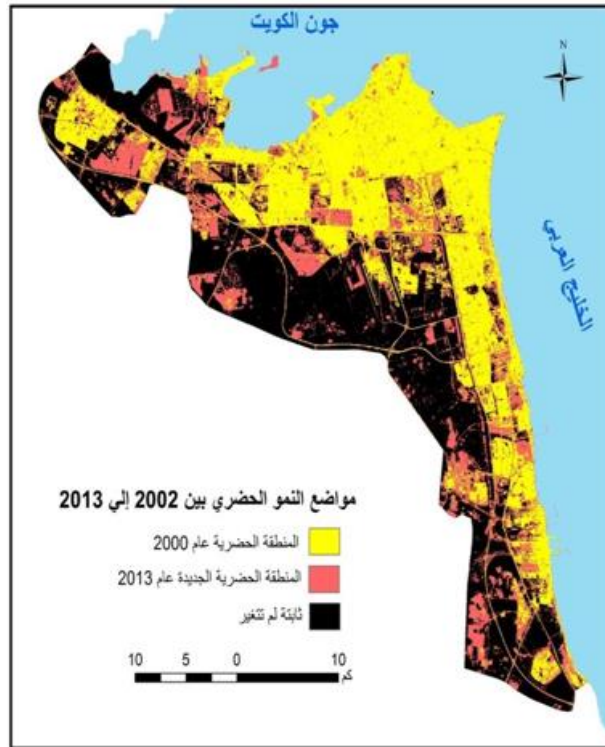 جون الكويت
N
الخليج العربي
مواضع النمو الحضري بين 2002 إلي 2013
المنطقة الحضرية عام 2000
المنطقة الحضرية الجديدة عام 2013
ثابتة لم تتغير
10 5 0 10
كم